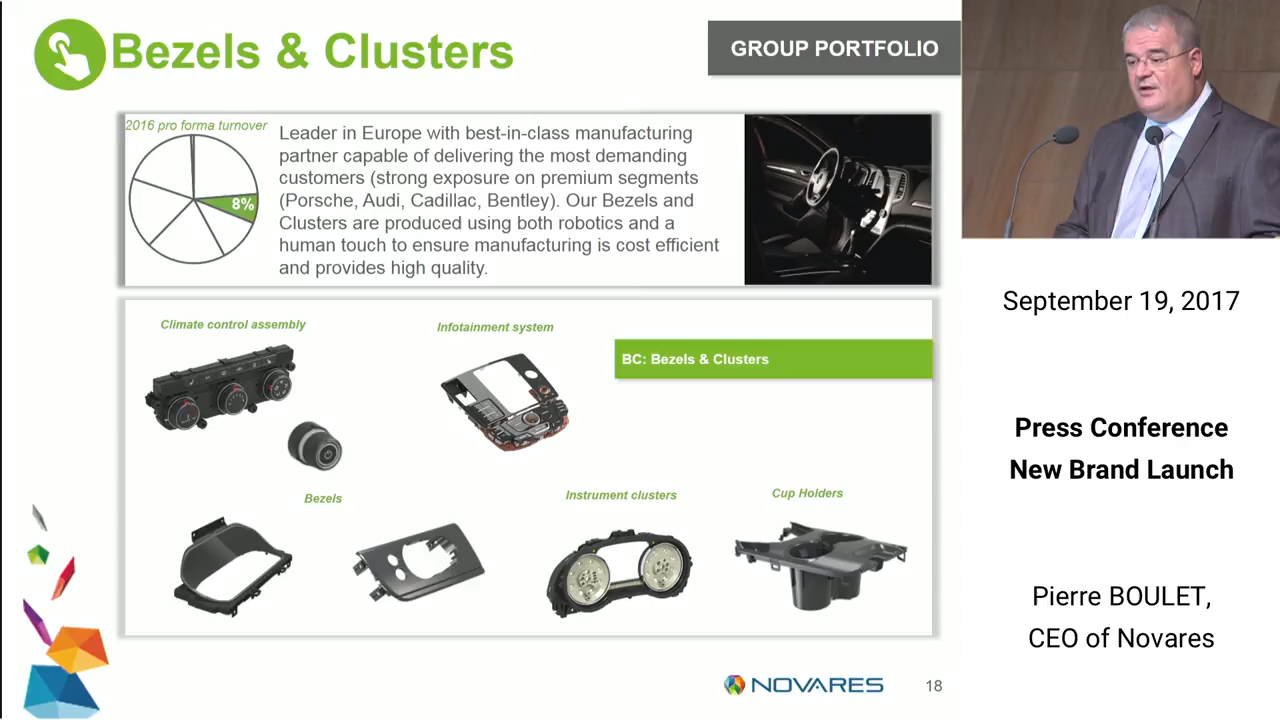 Bezels & Clusters
GROUP PORTFOLIO
2016 pro forma turnover
8%
Leader in Europe with best-in-class manufacturing
partner capable of delivering the most demanding
customers (strong exposure on premium segments
(Porsche, Audi, Cadillac, Bentley). Our Bezels and
Clusters are produced using both robotics and a
human touch to ensure manufacturing is cost efficient
and provides high quality.
Climate control assembly
Infotainment system
BC: Bezels & Clusters
Bezels
Instrument clusters
Cup Holders
NOVARES
18
September 19, 2017
Press Conference
New Brand Launch
Pierre BOULET,
CEO of Novares